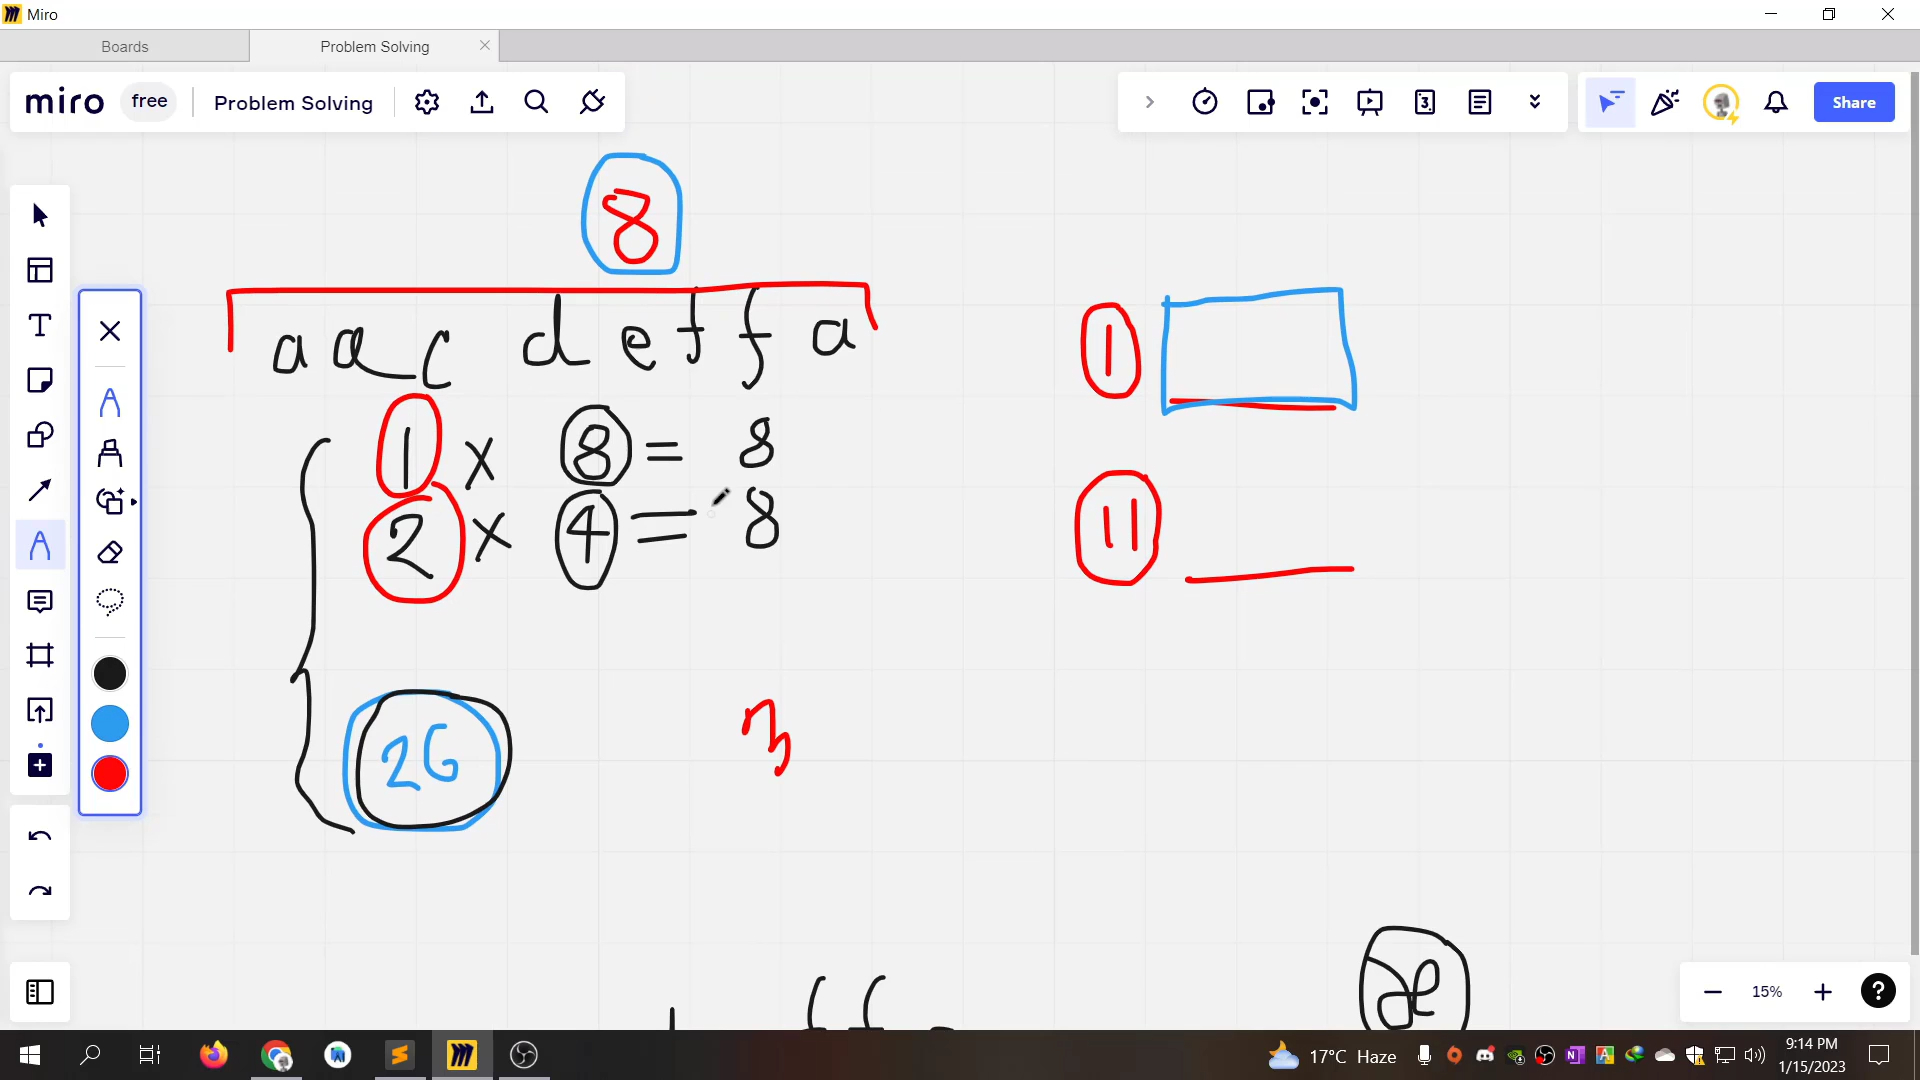 Miro
Boards
Problem Solving
miro
free
Problem Solving
3
Share
8
a a c d e f f a
1 x 8 = 8
2 x 4 = 8
26
3
1
11
15%
?
17°C Haze
9:14 PM
1/15/2023